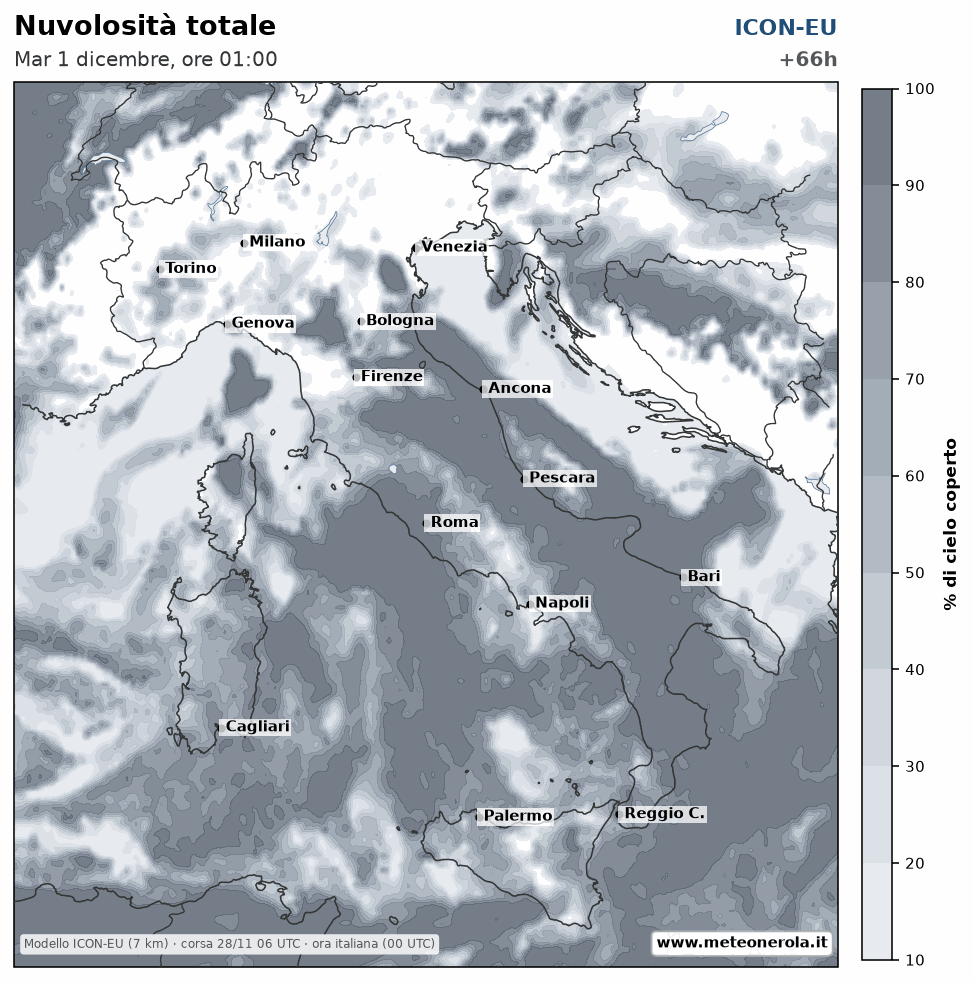 Nuvolosità totale
ICON-EU
Mar 1 dicembre, ore 01:00
+66h
100
90
80
70
60
50
40
30
20
10
% di cielo coperto
Milano
Venezia
Torino
Genova
Bologna
Firenze
Ancona
Pescara
Roma
Bari
Napoli
Cagliari
Palermo
Reggio C.
Modello ICON-EU (7 km) · corsa 28/11 06 UTC · ora italiana (00 UTC)
www.meteonerola.it